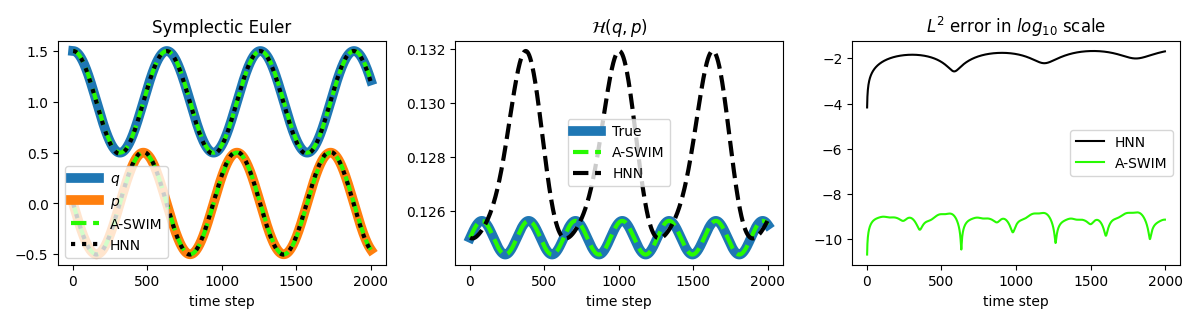 Symplectic Euler
1.5
1.0
0.5
0.0
−0.5
q
p
A-SWIM
HNN
0
500
1000
1500
2000
time step
ℋ(q, p)
0.132
0.130
0.128
0.126
True
A-SWIM
HNN
0
500
1000
1500
2000
time step
L² error in log₁₀ scale
−2
−4
−6
−8
−10
HNN
A-SWIM
0
500
1000
1500
2000
time step